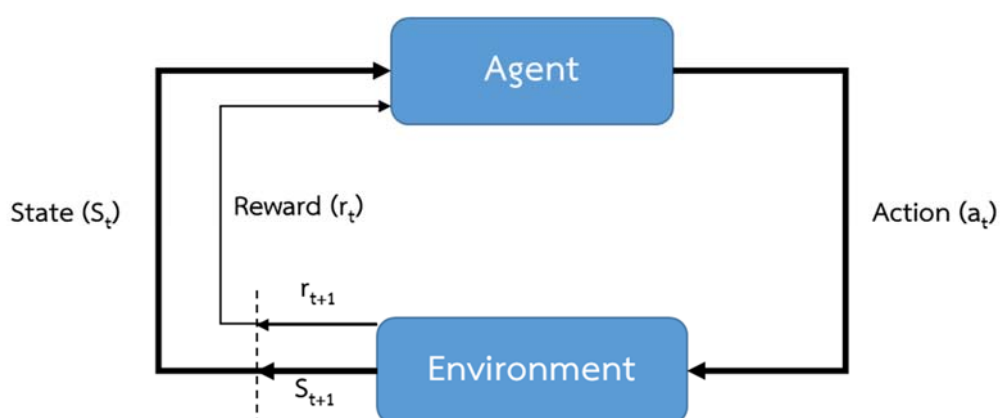 Agent
State (Sₜ)
Reward (rₜ)
Action (aₜ)
rₜ₊₁
Environment
Sₜ₊₁